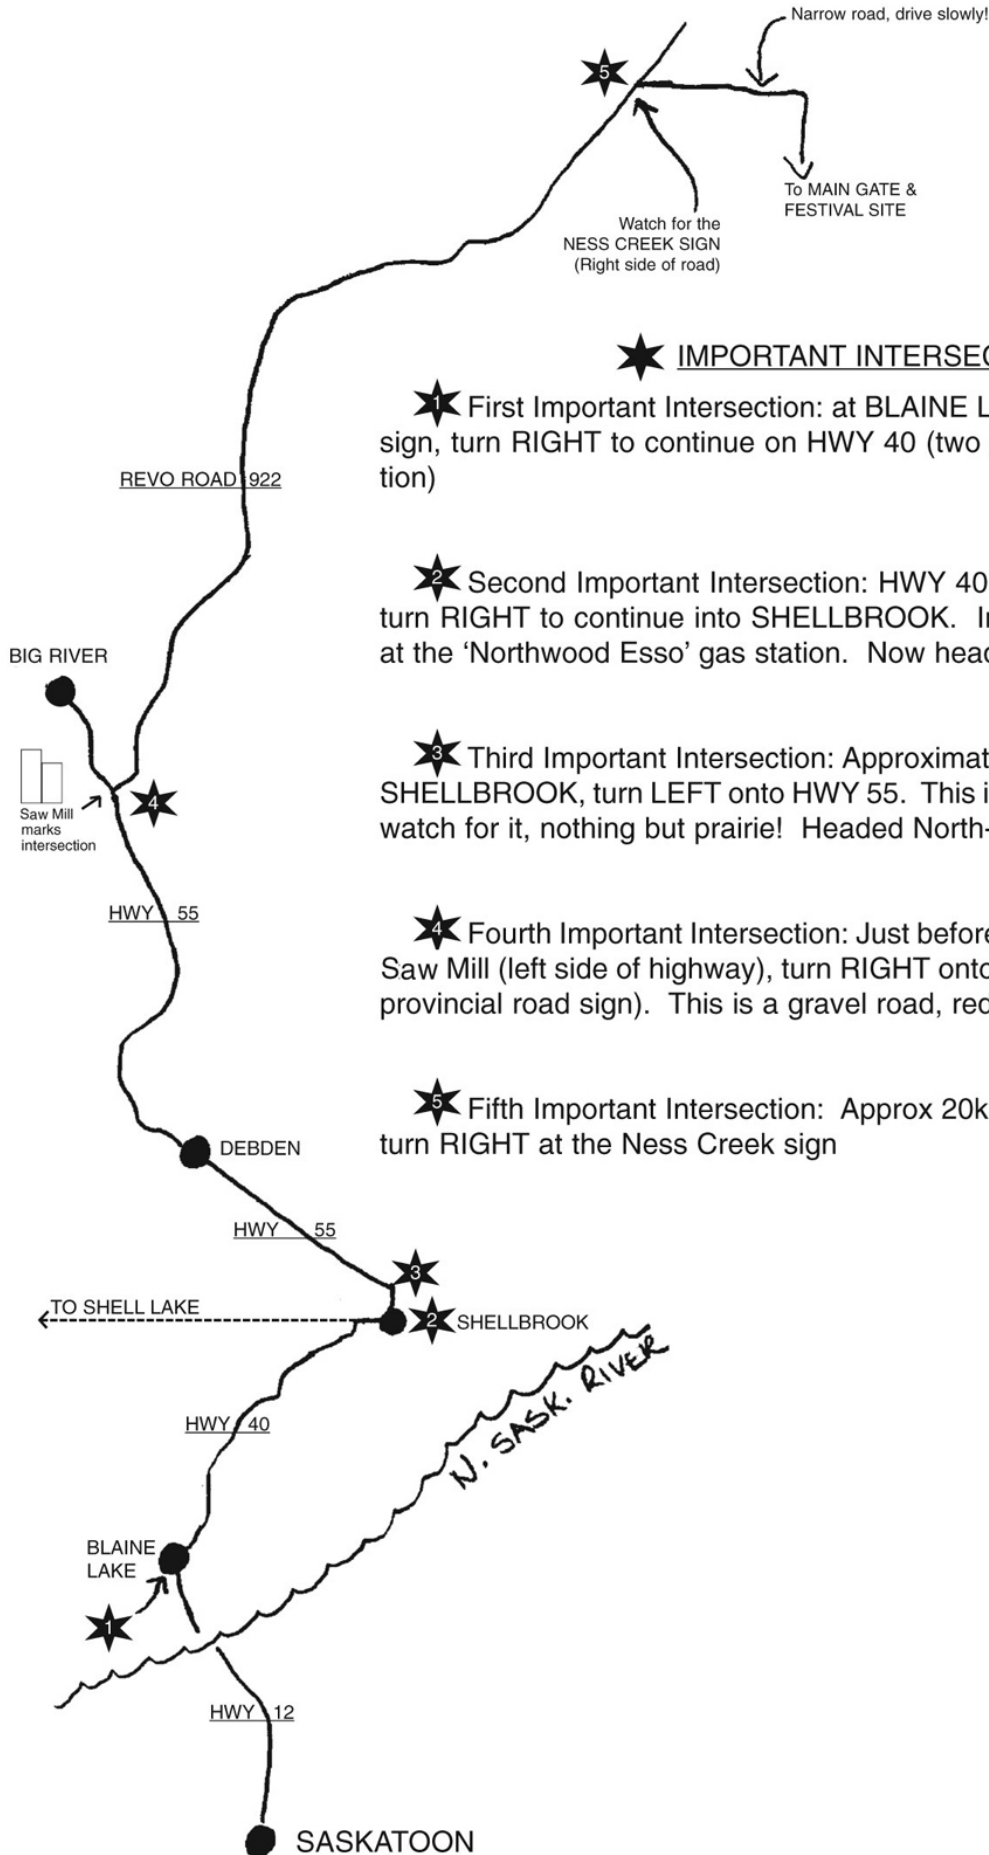 Narrow road, drive slowly!
5
To MAIN GATE &
FESTIVAL SITE
Watch for the
NESS CREEK SIGN
(Right side of road)
IMPORTANT
1 First Important Intersection: at BLAINE
sign, turn RIGHT to continue on HWY 40 (two
tion)
REVO ROAD 922
2 Second Important Intersection: HWY 40
turn RIGHT to continue into SHELLBROOK.
at the ‘Northwood Esso’ gas station. Now
BIG RIVER
3 Third Important Intersection:
SHELLBROOK, turn LEFT onto HWY 55. This
watch for it, nothing but prairie! Headed
Saw Mill
marks
intersection
4
HWY 55
4 Fourth Important Intersection: Just before
Saw Mill (left side of highway), turn RIGHT onto
provincial road sign). This is a gravel road,
5 Fifth Important Intersection: Approx
turn RIGHT at the Ness Creek sign
DEBDEN
HWY 55
3
TO SHELL LAKE
2 SHELLBROOK
N. SASK. RIVER
HWY 40
BLAINE
LAKE
1
HWY 12
SASKATOON